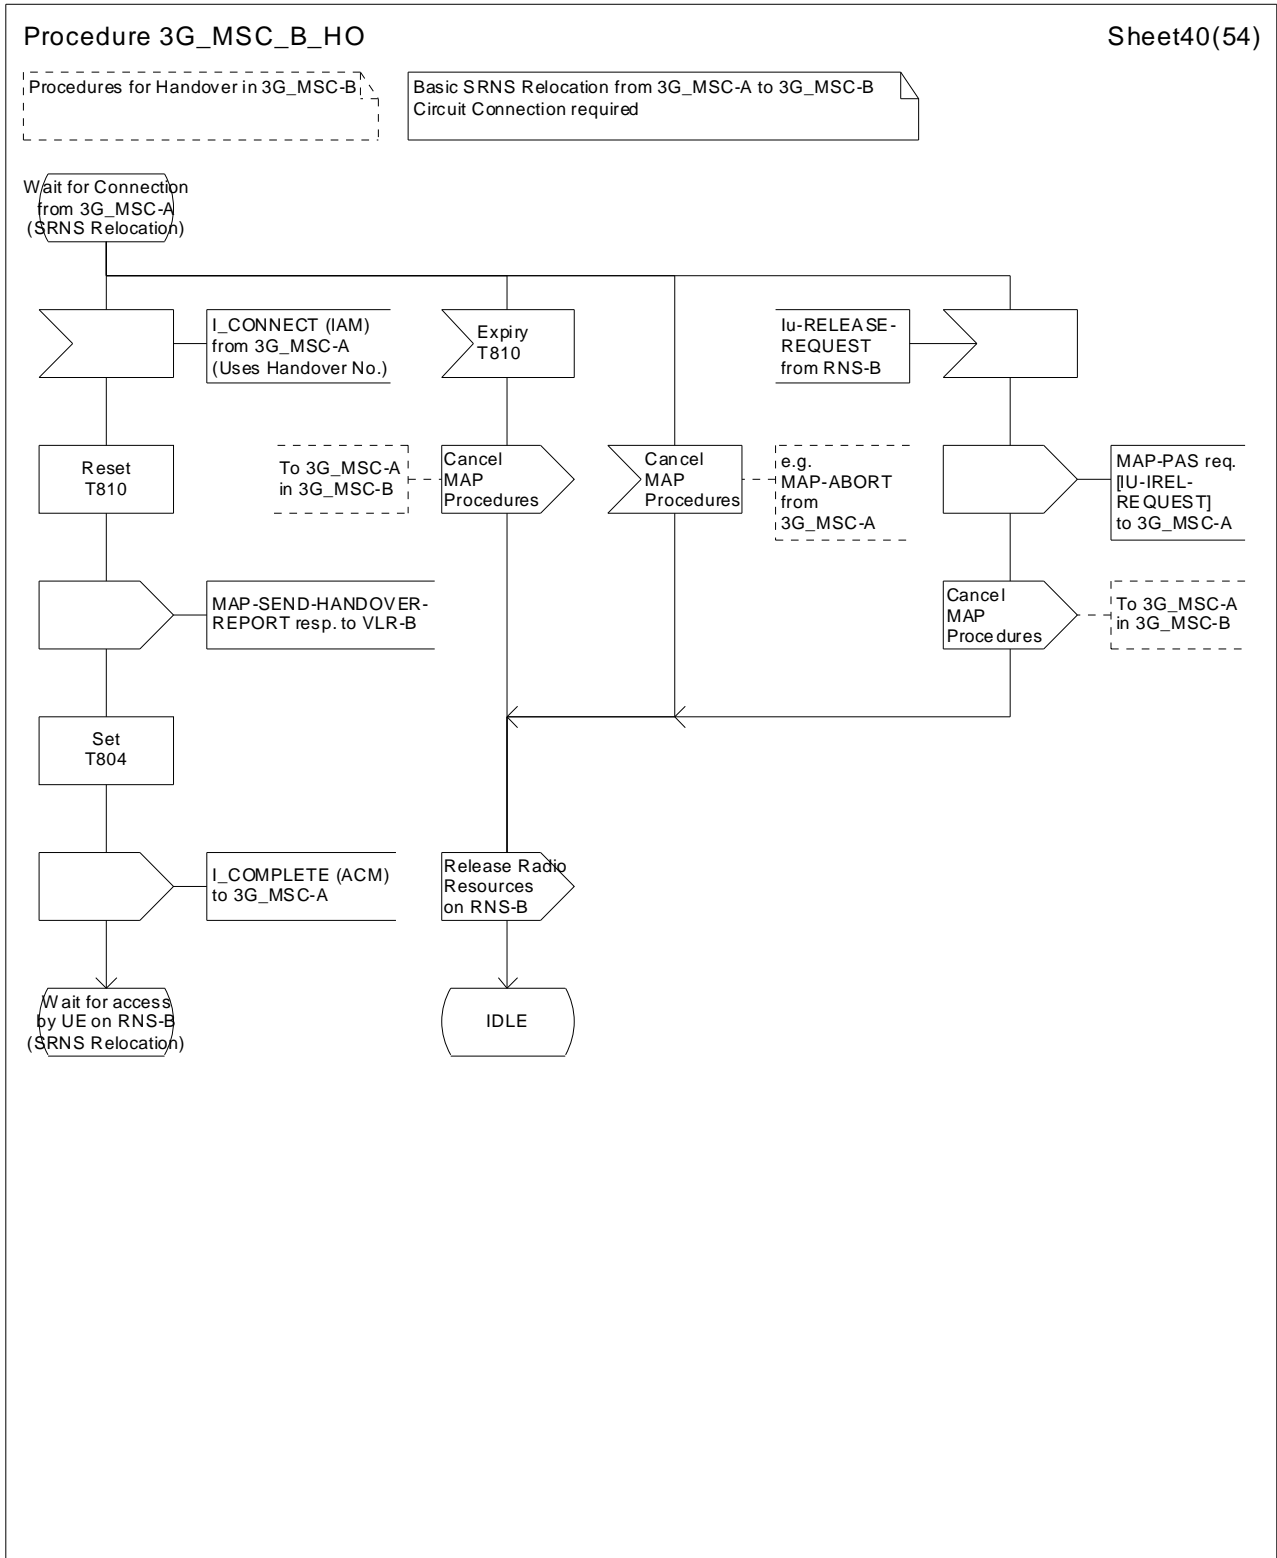 Procedure 3G_MSC_B_HO
Sheet40(54)
Procedures for Handover in 3G_MSC-B
Basic SRNS Relocation from 3G_MSC-A to 3G_MSC-B
Circuit Connection required
Wait for Connection
from 3G_MSC-A
(SRNS Relocation)
I_CONNECT (IAM)
from 3G_MSC-A
(Uses Handover No.)
Expiry
T810
Iu-RELEASE-
REQUEST
from RNS-B
Reset
T810
To 3G_MSC-A
in 3G_MSC-B
Cancel
MAP
Procedures
Cancel
MAP
Procedures
e.g.
MAP-ABORT
from
3G_MSC-A
MAP-PAS req.
[IU-IREL-
REQUEST]
to 3G_MSC-A
MAP-SEND-HANDOVER-
REPORT resp. to VLR-B
Cancel
MAP
Procedures
To 3G_MSC-A
in 3G_MSC-B
Set
T804
I_COMPLETE (ACM)
to 3G_MSC-A
Release Radio
Resources
on RNS-B
Wait for access
by UE on RNS-B
(SRNS Relocation)
IDLE